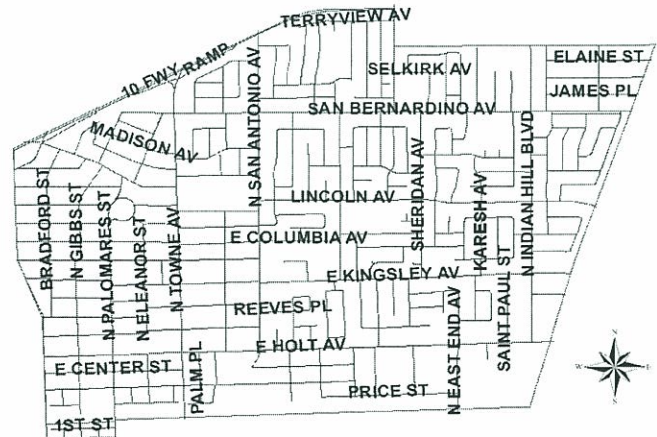 TERRYVIEW AV
10 FWY RAMP
ELAINE ST
SELKIRK AV
JAMES PL
SAN BERNARDINO AV
MADISON AV
N SAN ANTONIO AV
N INDIAN HILL BLVD
SHERIDAN AV
KARESH AV
LINCOLN AV
BRADFORD ST
N GIBBS ST
N PALOMARES ST
N ELEANOR ST
N TOWNE AV
E COLUMBIA AV
E KINGSLEY AV
SAINT PAUL ST
REEVES PL
N EAST END AV
E HOLT AV
E CENTER ST
PALM PL
PRICE ST
1ST ST
N
W
E
S